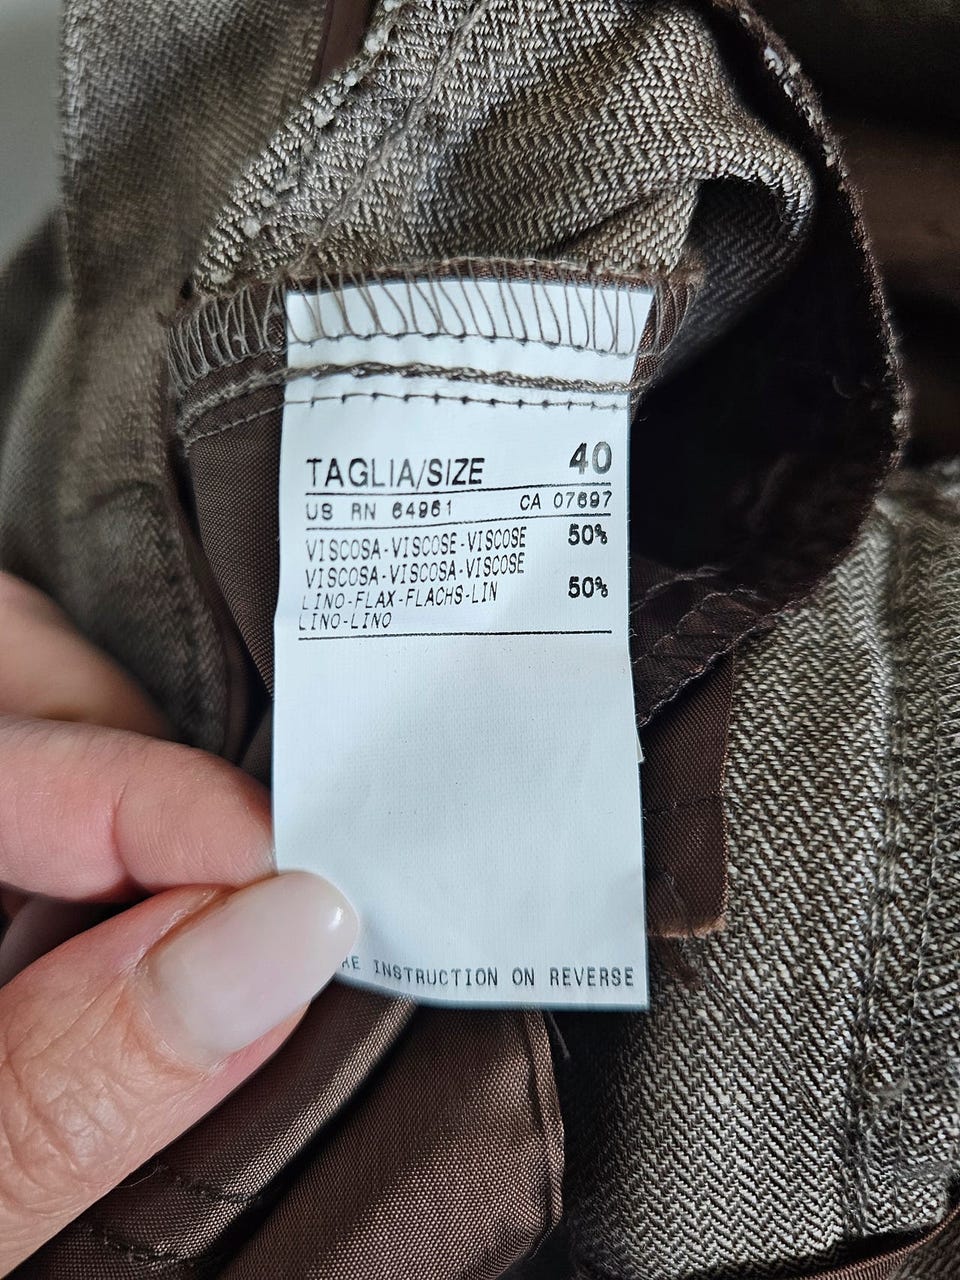 TAGLIA/SIZE 40
US RN 64961 CA 07697
VISCOSA-VISCOSE-VISCOSE 50%
VISCOSA-VISCOSA-VISCOSE
LINO-FLAX-FLACHS-LIN 50%
LINO-LINO
INSTRUCTION ON REVERSE